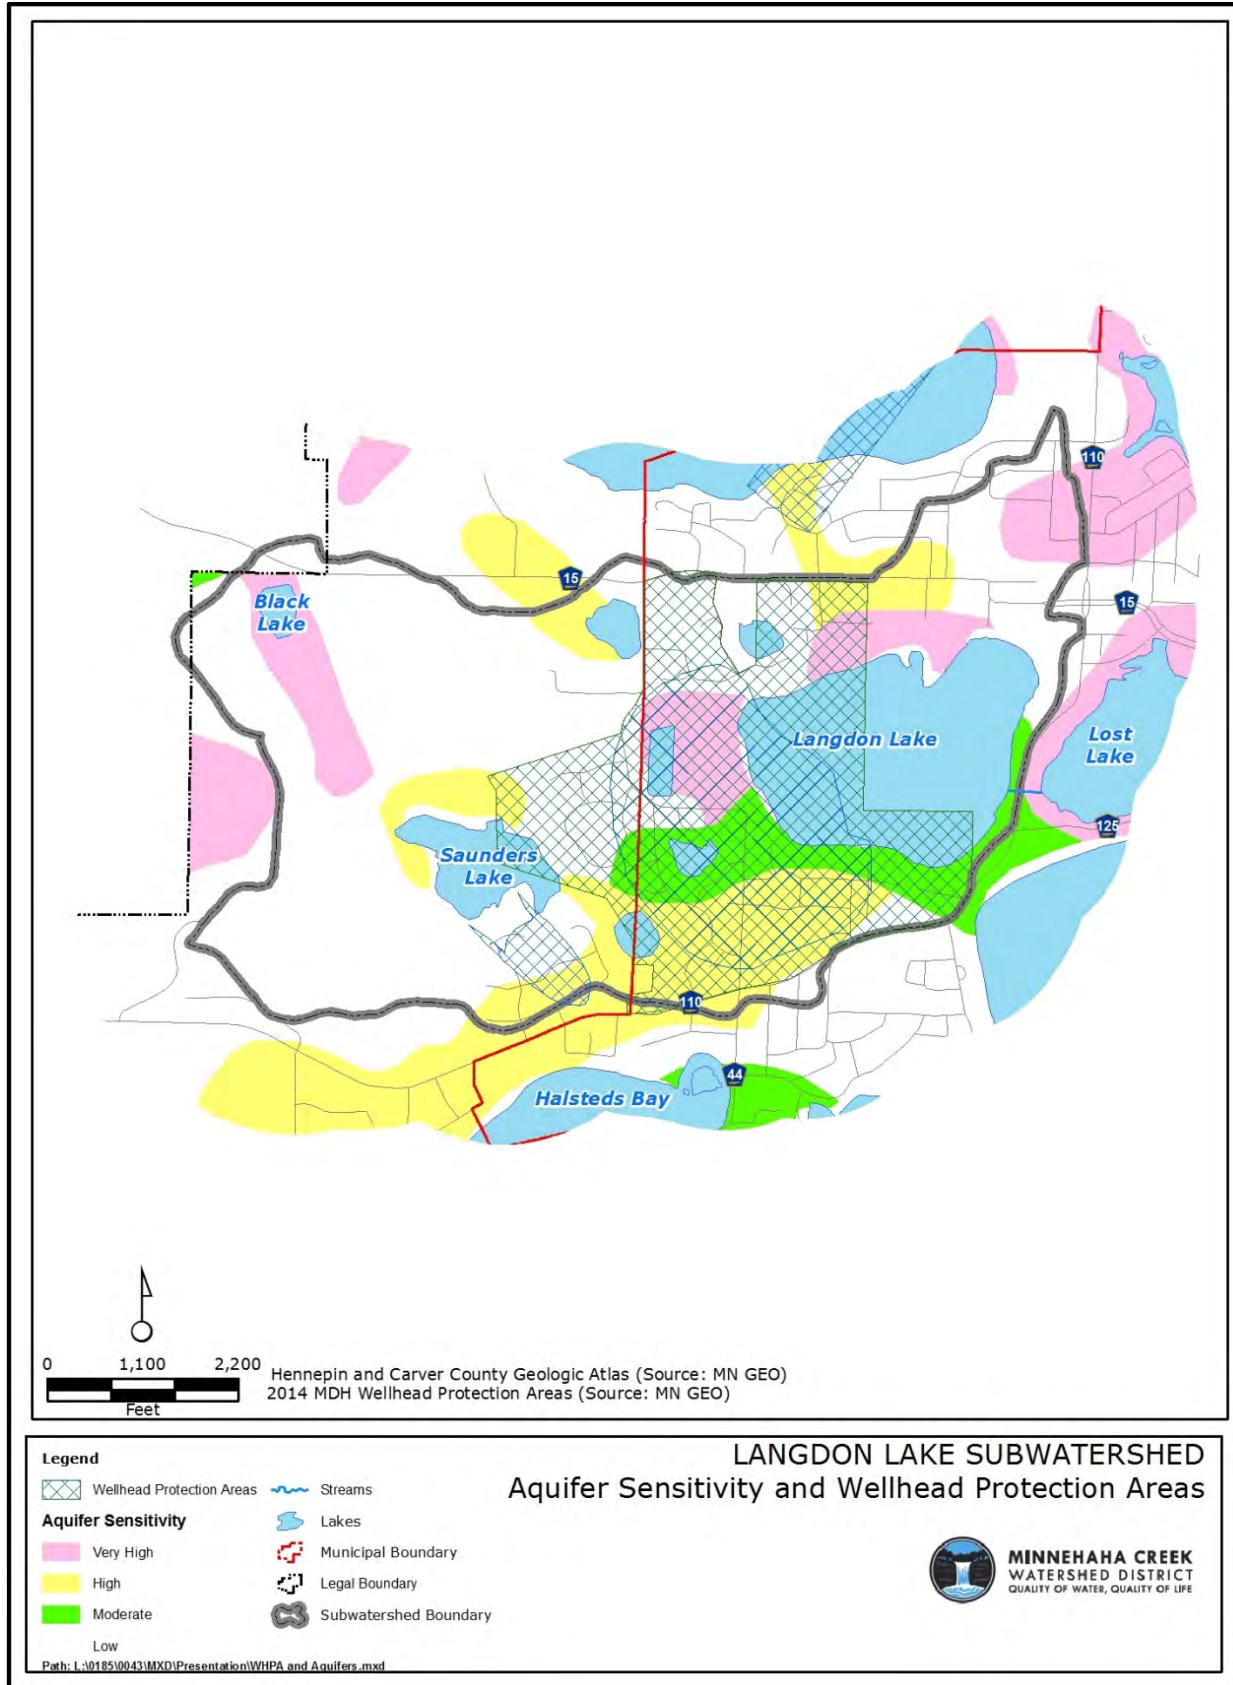 110
15
Black
Lake
15
Langdon Lake
Lost
Lake
125
Saunders
Lake
110
44
Halsteds Bay
0 1,100 2,200
Feet
Hennepin and Carver County Geologic Atlas (Source: MN GEO)
2014 MDH Wellhead Protection Areas (Source: MN GEO)
Legend
Wellhead Protection Areas
Aquifer Sensitivity
Very High
High
Moderate
Low
Streams
Lakes
Municipal Boundary
Legal Boundary
Subwatershed Boundary
Path: L:\0185\0043\MXD\Presentation\WHPA and Aquifers.mxd
LANGDON LAKE SUBWATERSHED
Aquifer Sensitivity and Wellhead Protection Areas
MINNEHAHA CREEK
WATERSHED DISTRICT
QUALITY OF WATER, QUALITY OF LIFE